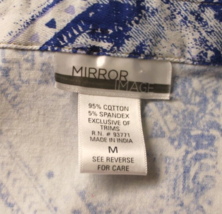 MIRROR
IMAGE
95% COTTON
5% SPANDEX
EXCLUSIVE OF
TRIMS
R.N. # 93771
MADE IN INDIA
M
SEE REVERSE
FOR CARE